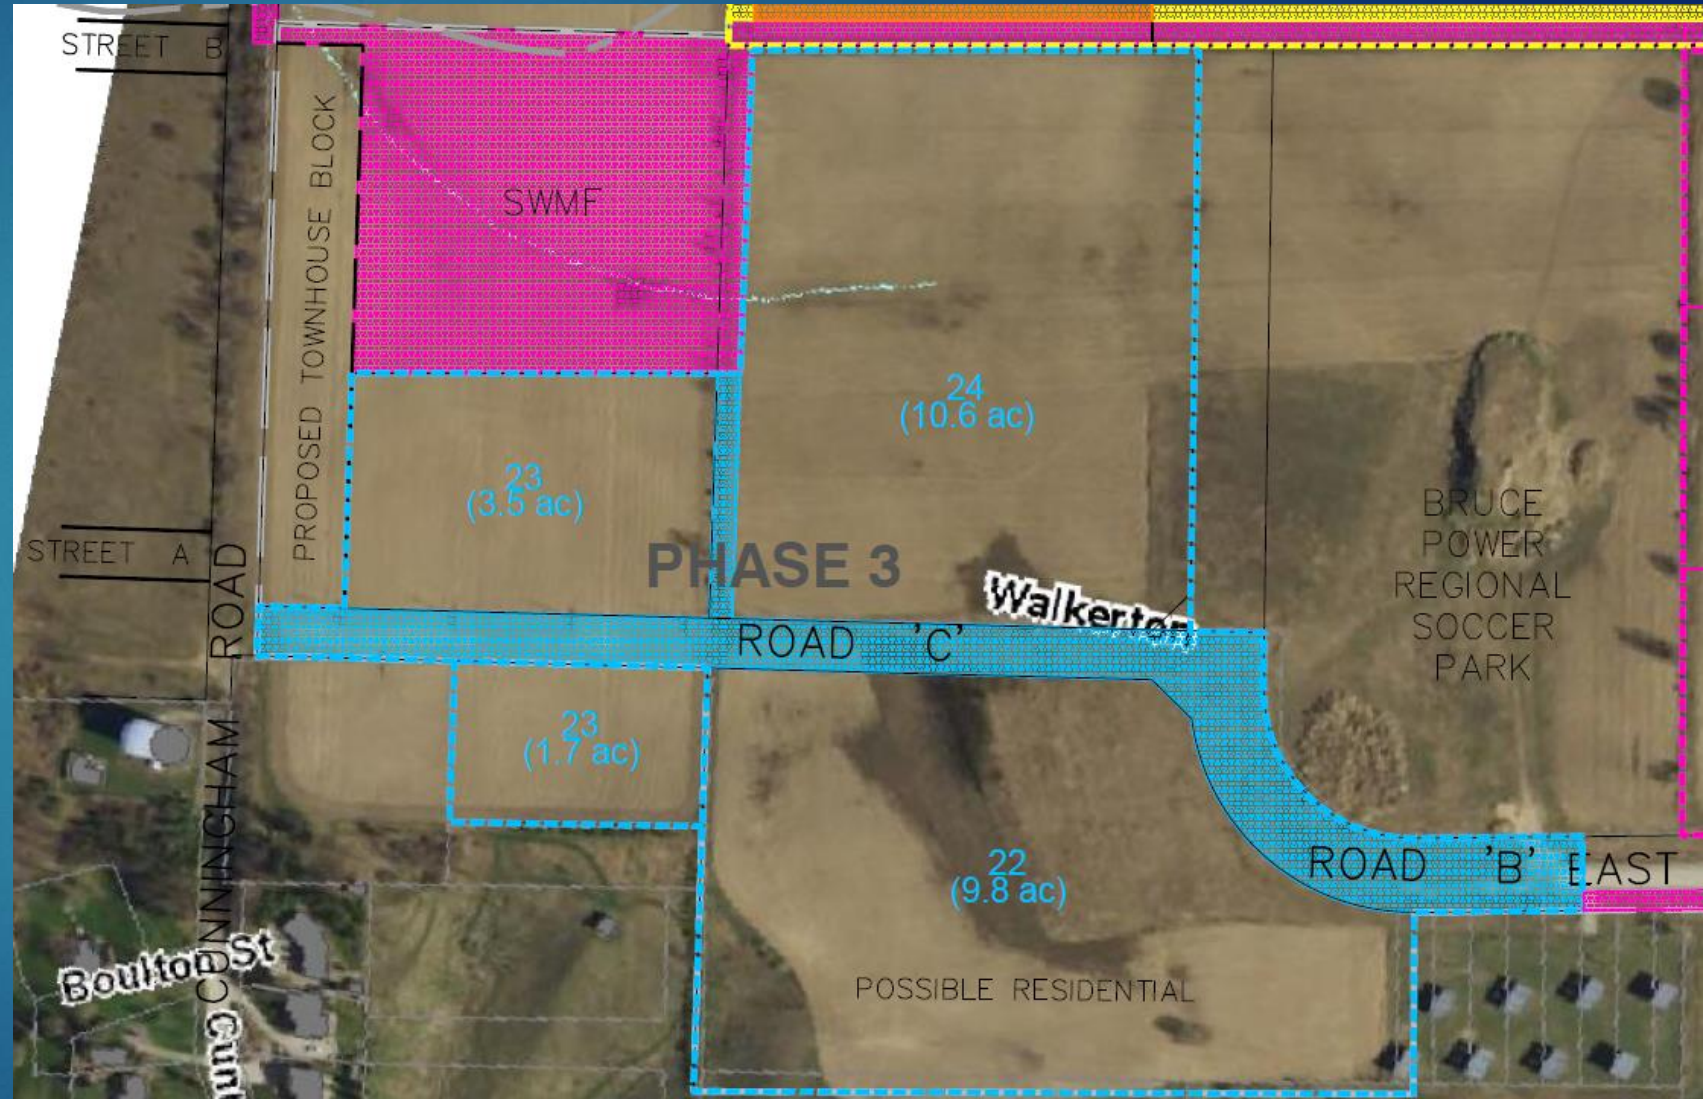 STREET B
PROPOSED TOWNHOUSE BLOCK
SWMF
24
(10.6 ac)
23
(3.5 ac)
BRUCE
POWER
REGIONAL
SOCCER
PARK
STREET A
PHASE 3
Walkerton
ROAD 'C'
CUNNINGHAM ROAD
23
(1.7 ac)
22
(9.8 ac)
ROAD 'B' EAST
Boulton St
POSSIBLE RESIDENTIAL